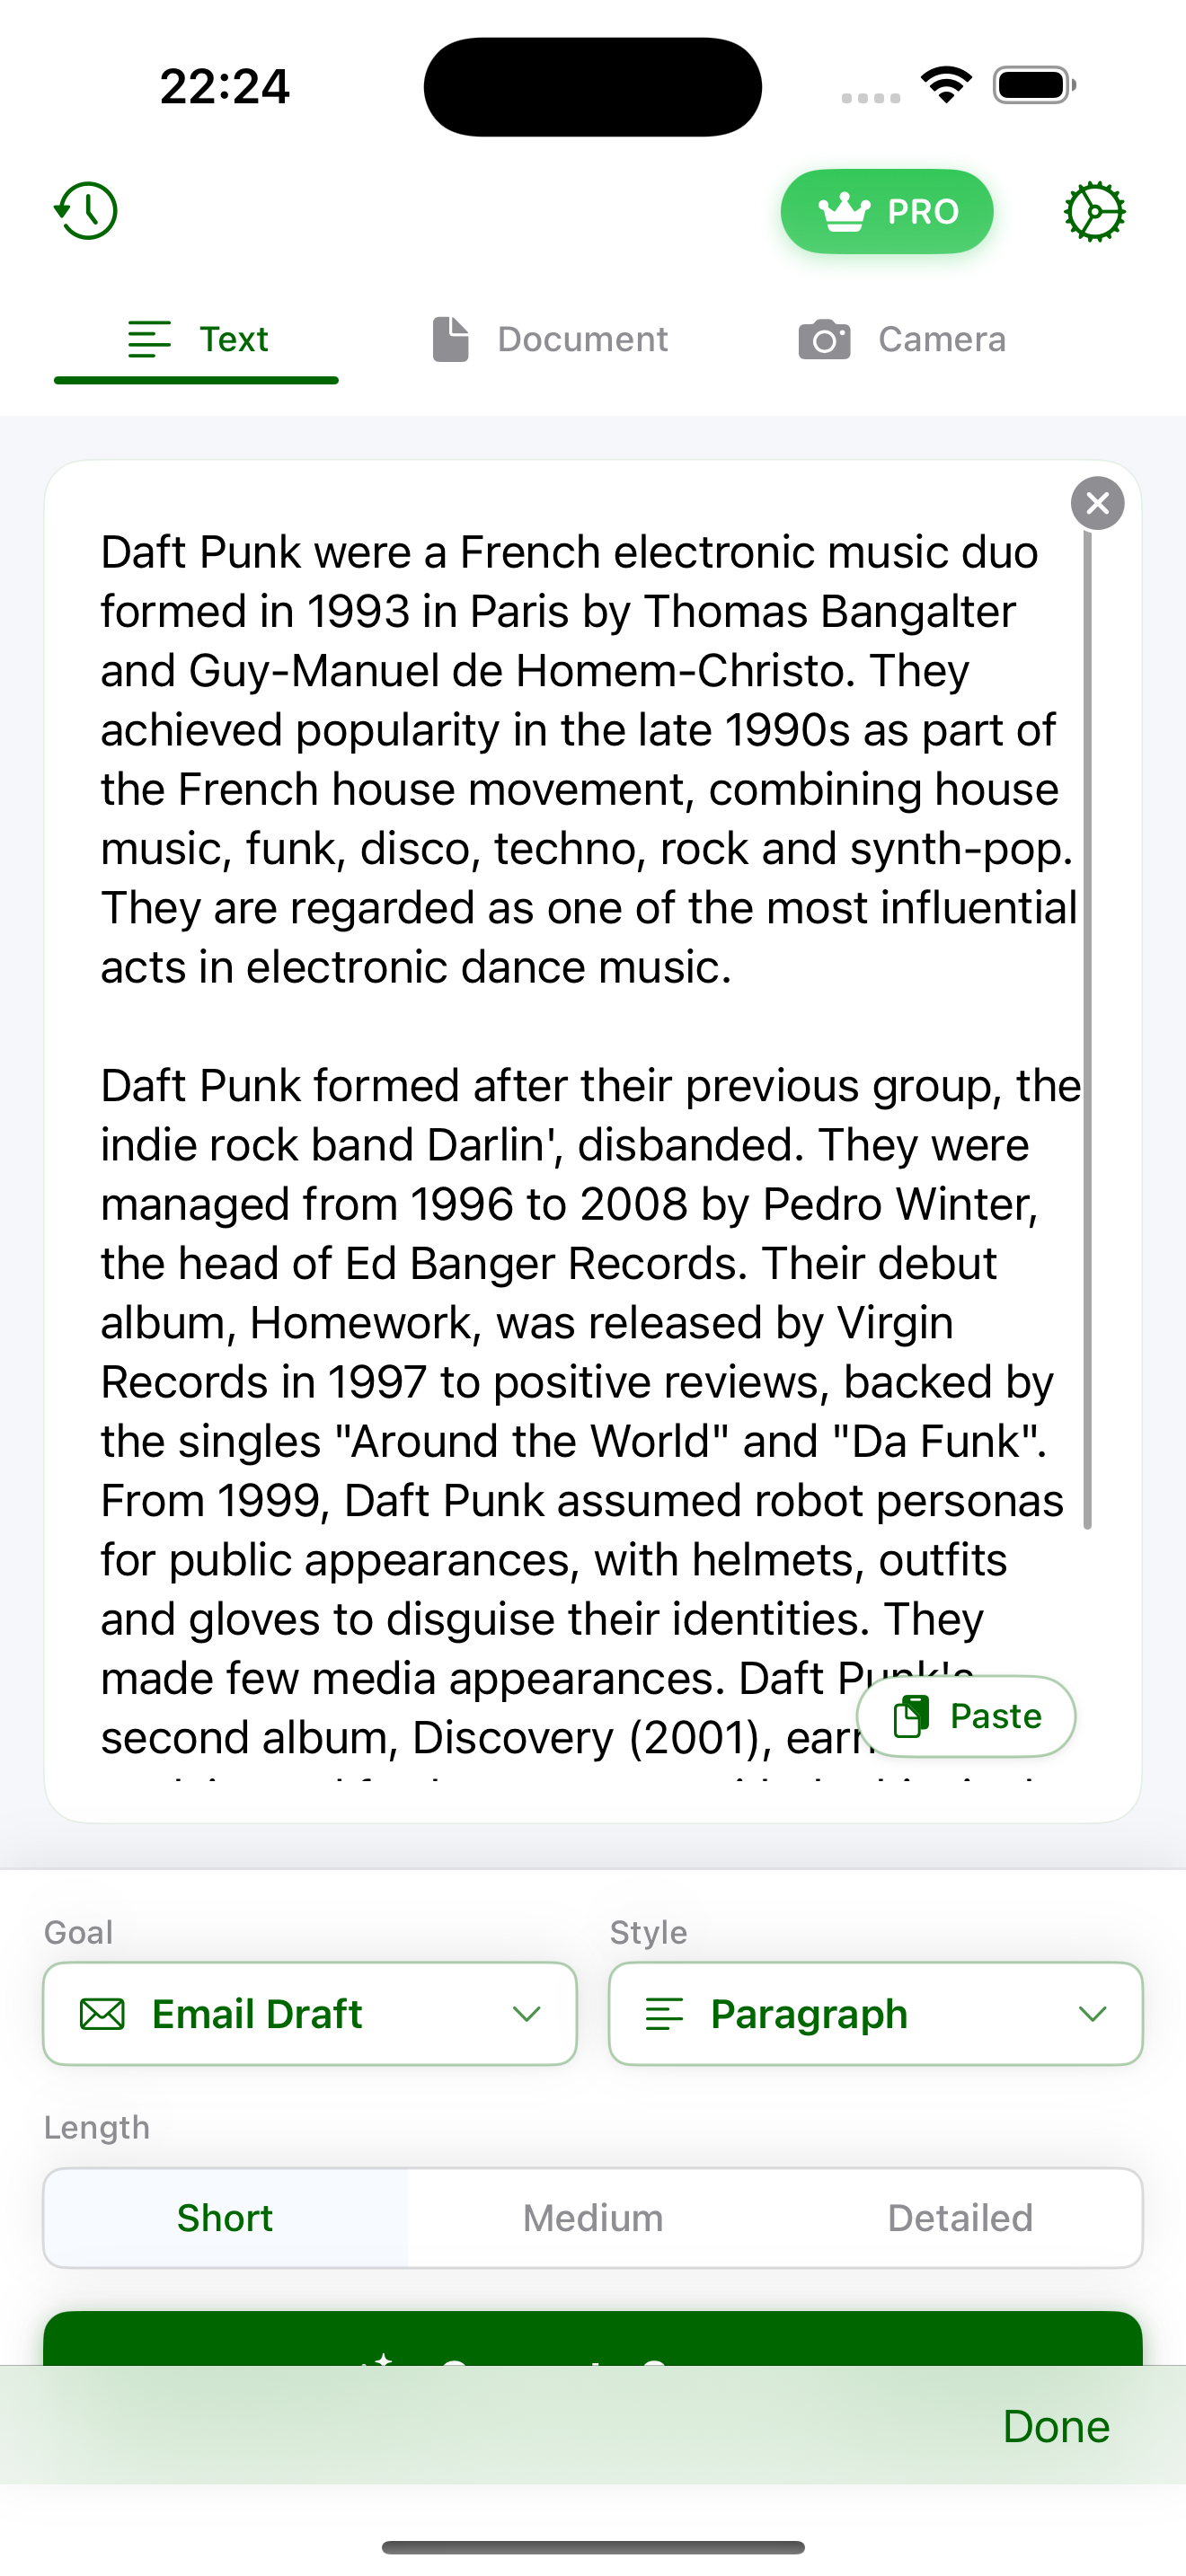 22:24
PRO
Text
Document
Camera
Daft Punk were a French electronic music duo
formed in 1993 in Paris by Thomas Bangalter
and Guy-Manuel de Homem-Christo. They
achieved popularity in the late 1990s as part of
the French house movement, combining house
music, funk, disco, techno, rock and synth-pop.
They are regarded as one of the most influential
acts in electronic dance music.
Daft Punk formed after their previous group, the
indie rock band Darlin', disbanded. They were
managed from 1996 to 2008 by Pedro Winter,
the head of Ed Banger Records. Their debut
album, Homework, was released by Virgin
Records in 1997 to positive reviews, backed by
the singles "Around the World" and "Da Funk".
From 1999, Daft Punk assumed robot personas
for public appearances, with helmets, outfits
and gloves to disguise their identities. They
made few media appearances. Daft Punk's
second album, Discovery (2001),
Paste
Goal
Style
Email Draft
Paragraph
Length
Short
Medium
Detailed
Done